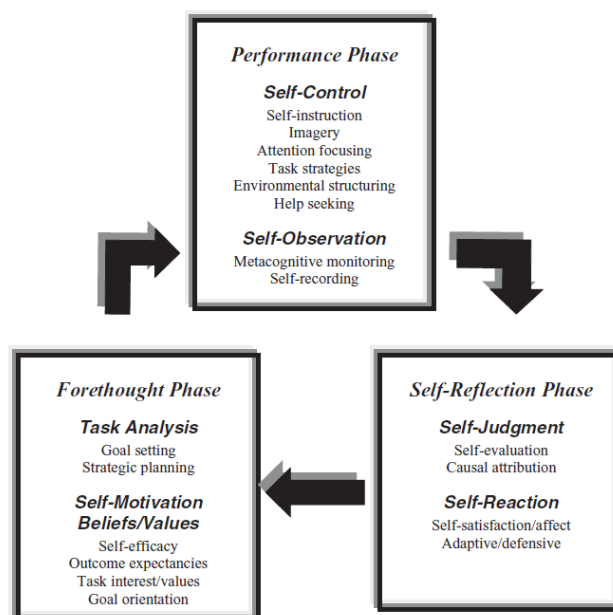 Performance Phase
Self-Control
Self-instruction
Imagery
Attention focusing
Task strategies
Environmental structuring
Help seeking
Self-Observation
Metacognitive monitoring
Self-recording
Forethought Phase
Task Analysis
Goal setting
Strategic planning
Self-Motivation
Beliefs/Values
Self-efficacy
Outcome expectancies
Task interest/values
Goal orientation
Self-Reflection Phase
Self-Judgment
Self-evaluation
Causal attribution
Self-Reaction
Self-satisfaction/affect
Adaptive/defensive